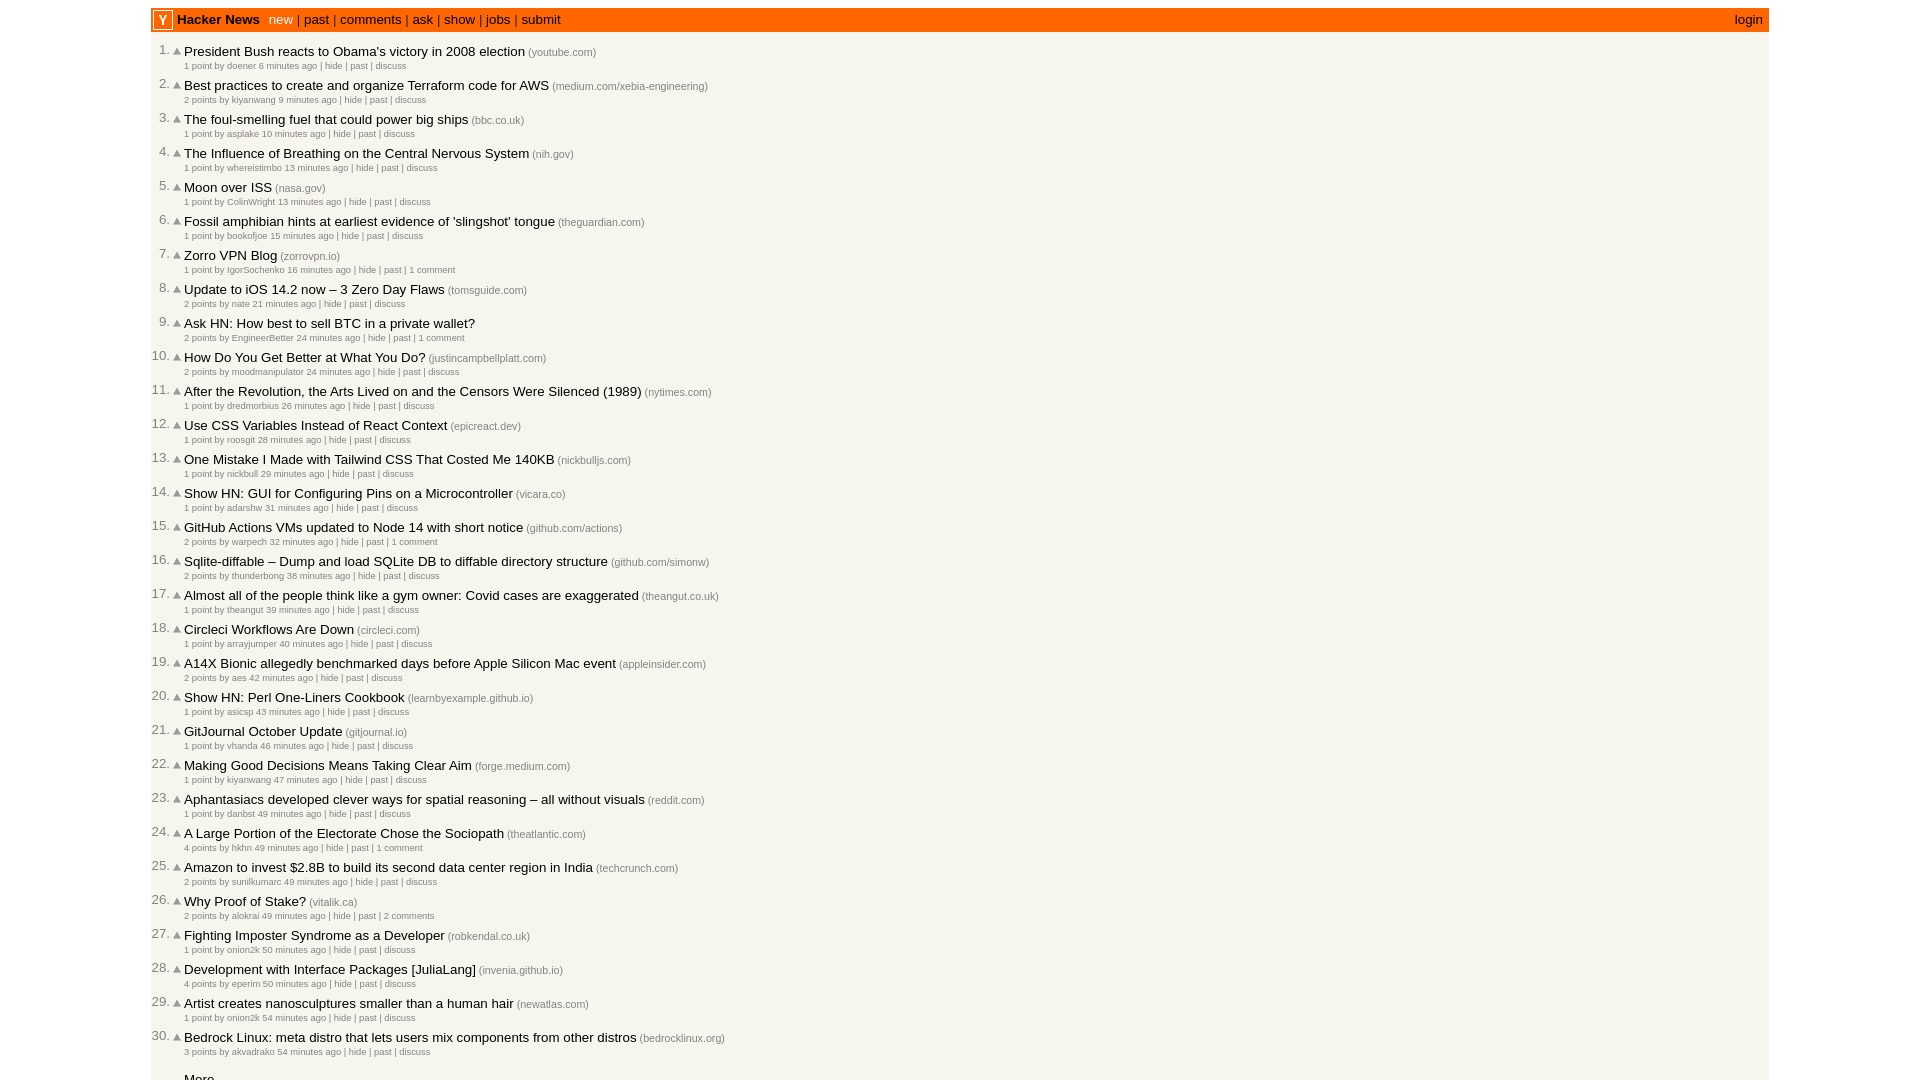 Y Hacker News new | past | comments | ask | show | jobs | submit login
1. President Bush reacts to Obama's victory in 2008 election (youtube.com)
1 point by doener 6 minutes ago | hide | past | discuss
2. Best practices to create and organize Terraform code for AWS (medium.com/xebia-engineering)
2 points by kiyanwang 9 minutes ago | hide | past | discuss
3. The foul-smelling fuel that could power big ships (bbc.co.uk)
1 point by asplake 10 minutes ago | hide | past | discuss
4. The Influence of Breathing on the Central Nervous System (nih.gov)
1 point by whereistimbo 13 minutes ago | hide | past | discuss
5. Moon over ISS (nasa.gov)
1 point by ColinWright 13 minutes ago | hide | past | discuss
6. Fossil amphibian hints at earliest evidence of 'slingshot' tongue (theguardian.com)
1 point by bookofjoe 15 minutes ago | hide | past | discuss
7. Zorro VPN Blog (zorrovpn.io)
1 point by IgorSochenko 16 minutes ago | hide | past | 1 comment
8. Update to iOS 14.2 now – 3 Zero Day Flaws (tomsguide.com)
2 points by nate 21 minutes ago | hide | past | discuss
9. Ask HN: How best to sell BTC in a private wallet?
2 points by EngineerBetter 24 minutes ago | hide | past | 1 comment
10. How Do You Get Better at What You Do? (justincampbellplatt.com)
2 points by moodmanipulator 24 minutes ago | hide | past | discuss
11. After the Revolution, the Arts Lived on and the Censors Were Silenced (1989) (nytimes.com)
1 point by dredmorbius 26 minutes ago | hide | past | discuss
12. Use CSS Variables Instead of React Context (epicreact.dev)
1 point by roosgit 28 minutes ago | hide | past | discuss
13. One Mistake I Made with Tailwind CSS That Costed Me 140KB (nickbulljs.com)
1 point by nickbull 29 minutes ago | hide | past | discuss
14. Show HN: GUI for Configuring Pins on a Microcontroller (vicara.co)
1 point by adarshw 31 minutes ago | hide | past | discuss
15. GitHub Actions VMs updated to Node 14 with short notice (github.com/actions)
2 points by warpech 32 minutes ago | hide | past | 1 comment
16. Sqlite-diffable – Dump and load SQLite DB to diffable directory structure (github.com/simonw)
2 points by thunderbong 38 minutes ago | hide | past | discuss
17. Almost all of the people think like a gym owner: Covid cases are exaggerated (theangut.co.uk)
1 point by theangut 39 minutes ago | hide | past | discuss
18. Circleci Workflows Are Down (circleci.com)
1 point by arrayjumper 40 minutes ago | hide | past | discuss
19. A14X Bionic allegedly benchmarked days before Apple Silicon Mac event (appleinsider.com)
2 points by aes 42 minutes ago | hide | past | discuss
20. Show HN: Perl One-Liners Cookbook (learnbyexample.github.io)
1 point by asicsp 43 minutes ago | hide | past | discuss
21. GitJournal October Update (gitjournal.io)
1 point by vhanda 46 minutes ago | hide | past | discuss
22. Making Good Decisions Means Taking Clear Aim (forge.medium.com)
1 point by kiyanwang 47 minutes ago | hide | past | discuss
23. Aphantasiacs developed clever ways for spatial reasoning – all without visuals (reddit.com)
1 point by danbst 49 minutes ago | hide | past | discuss
24. A Large Portion of the Electorate Chose the Sociopath (theatlantic.com)
4 points by hkhn 49 minutes ago | hide | past | 1 comment
25. Amazon to invest $2.8B to build its second data center region in India (techcrunch.com)
2 points by sunilkumarc 49 minutes ago | hide | past | discuss
26. Why Proof of Stake? (vitalik.ca)
2 points by alokrai 49 minutes ago | hide | past | 2 comments
27. Fighting Imposter Syndrome as a Developer (robkendal.co.uk)
1 point by onion2k 50 minutes ago | hide | past | discuss
28. Development with Interface Packages [JuliaLang] (invenia.github.io)
4 points by eperim 50 minutes ago | hide | past | discuss
29. Artist creates nanosculptures smaller than a human hair (newatlas.com)
1 point by onion2k 54 minutes ago | hide | past | discuss
30. Bedrock Linux: meta distro that lets users mix components from other distros (bedrocklinux.org)
3 points by akvadrako 54 minutes ago | hide | past | discuss
More